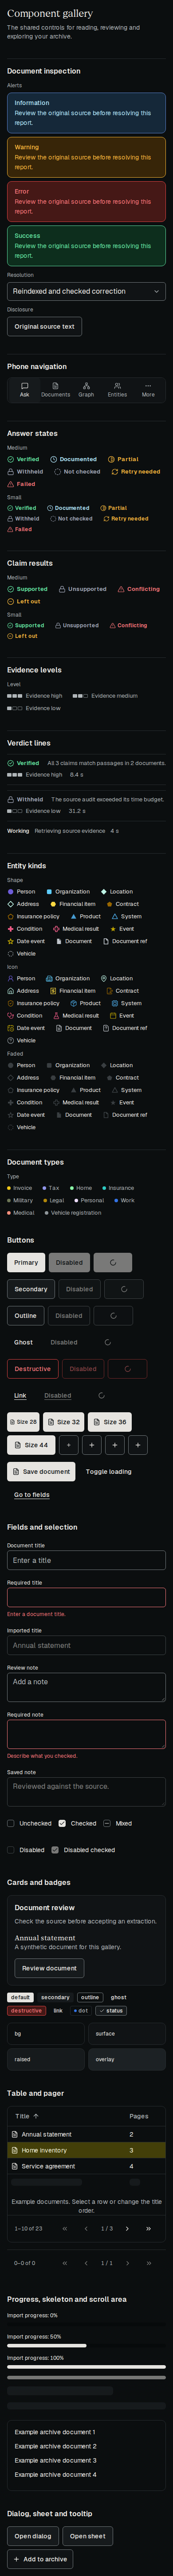 Component gallery
The shared controls for reading, reviewing and
exploring your archive.
Document inspection
Alerts
Information
Review the original source before resolving this
report.
Warning
Review the original source before resolving this
report.
Error
Review the original source before resolving this
report.
Success
Review the original source before resolving this
report.
Resolution
Reindexed and checked correction
Disclosure
Original source text
Phone navigation
Ask Documents Graph Entities More
Answer states
Medium
Verified Documented Partial
Withheld Not checked Retry needed
Failed
Small
Verified Documented Partial
Withheld Not checked Retry needed
Failed
Claim results
Medium
Supported Unsupported Conflicting
Left out
Small
Supported Unsupported Conflicting
Left out
Evidence levels
Level
Evidence high Evidence medium
Evidence low
Verdict lines
Verified All 3 claims match passages in 2 documents.
Evidence high 8.4 s
Withheld The source audit exceeded its time budget.
Evidence low 31.2 s
Working Retrieving source evidence 4 s
Entity kinds
Shape
Person Organization Location
Address Financial item Contract
Insurance policy Product System
Condition Medical result Event
Date event Document Document ref
Vehicle
Icon
Person Organization Location
Address Financial item Contract
Insurance policy Product System
Condition Medical result Event
Date event Document Document ref
Vehicle
Faded
Person Organization Location
Address Financial item Contract
Insurance policy Product System
Condition Medical result Event
Date event Document Document ref
Vehicle
Document types
Type
Invoice Tax Home Insurance
Military Legal Personal Work
Medical Vehicle registration
Buttons
Primary Disabled
Secondary Disabled
Outline Disabled
Ghost Disabled
Destructive Disabled
Link Disabled
Size 28 Size 32 Size 36
Size 44
Save document Toggle loading
Go to fields
Fields and selection
Document title
Enter a title
Required title
Enter a document title.
Imported title
Annual statement
Review note
Add a note
Required note
Describe what you checked.
Saved note
Reviewed against the source.
Unchecked Checked Mixed
Disabled Disabled checked
Cards and badges
Document review
Check the source before accepting an extraction.
Annual statement
A synthetic document for this gallery.
Review document
default secondary outline ghost
destructive link dot status
bg surface
raised overlay
Table and pager
Title Pages
Annual statement 2
Home inventory 3
Service agreement 4
Example documents. Select a row or change the title
order.
1–10 of 23 1 / 3
0–0 of 0 1 / 1
Progress, skeleton and scroll area
Import progress: 0%
Import progress: 50%
Import progress: 100%
Example archive document 1
Example archive document 2
Example archive document 3
Example archive document 4
Dialog, sheet and tooltip
Open dialog Open sheet
Add to archive